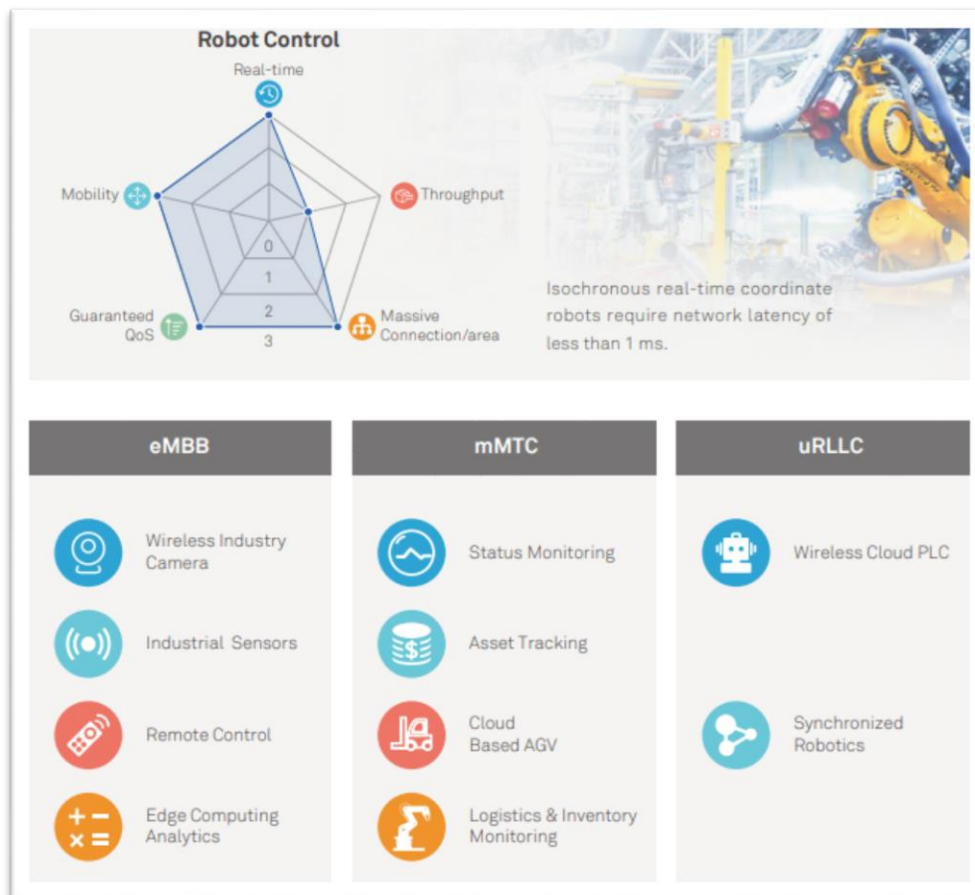 Robot Control
Real-time
Mobility
Throughput
0
1
2
3
Guaranteed
QoS
Massive
Connection/area
Isochronous real-time coordinate
robots require network latency of
less than 1 ms.
eMBB
Wireless Industry
Camera
Industrial Sensors
Remote Control
Edge Computing
Analytics
mMTC
Status Monitoring
Asset Tracking
Cloud
Based AGV
Logistics & Inventory
Monitoring
uRLLC
Wireless Cloud PLC
Synchronized
Robotics